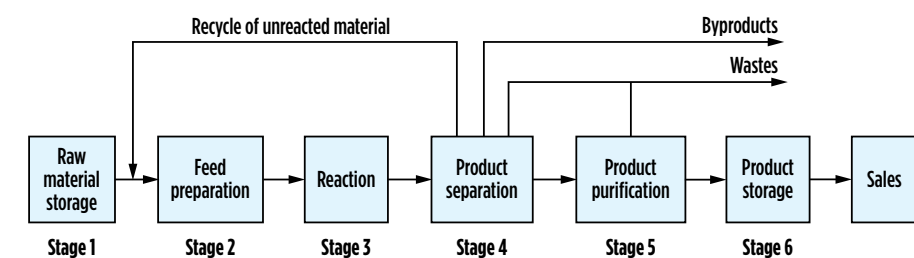 Recycle of unreacted material
Byproducts
Wastes
Raw
material
storage
Feed
preparation
Reaction
Product
separation
Product
purification
Product
storage
Sales
Stage 1
Stage 2
Stage 3
Stage 4
Stage 5
Stage 6